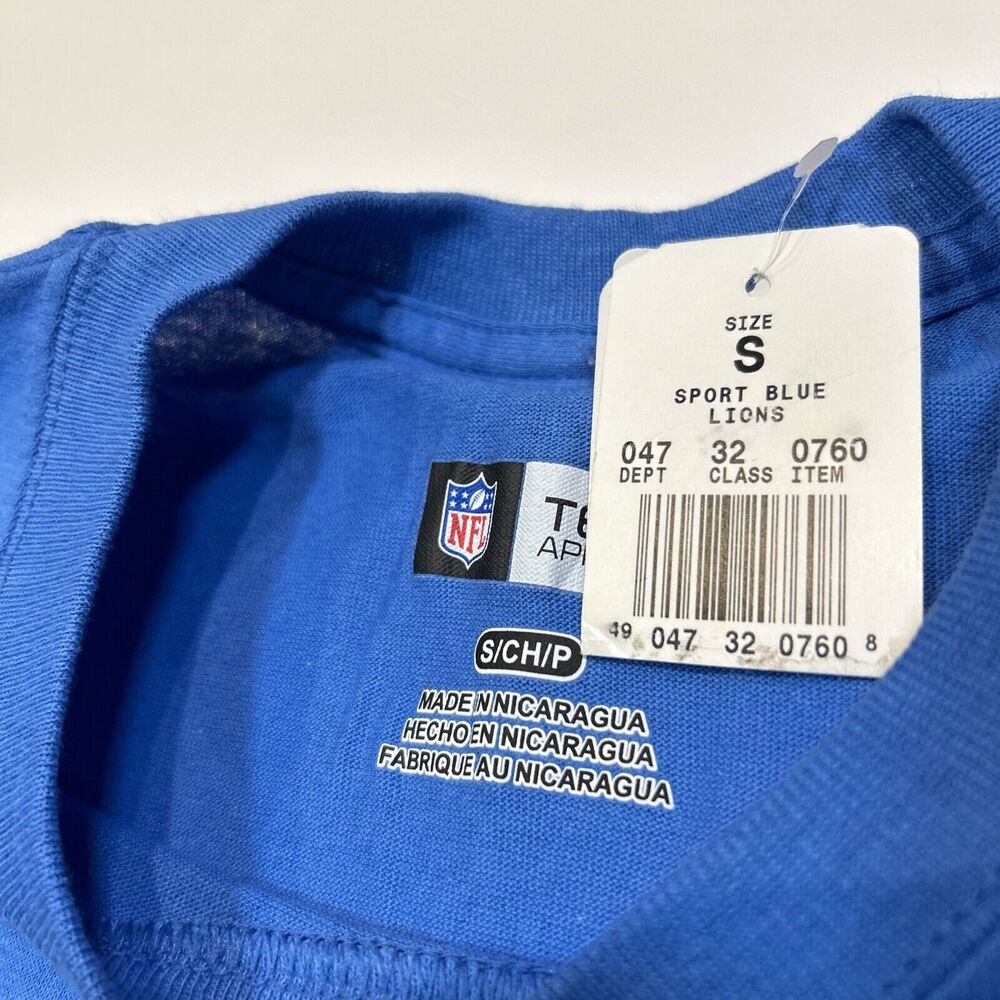 SIZE
S
SPORT BLUE
LIONS
047 32 0760
DEPT CLASS ITEM
49 047 32 0760 8
NFL
S/CH/P
MADE IN NICARAGUA
HECHO EN NICARAGUA
FABRIQUE AU NICARAGUA